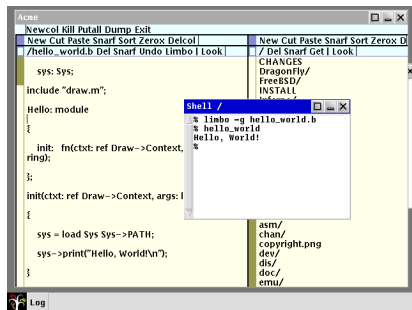 Acme
Newcol Kill Putall Dump Exit
New Cut Paste Snarf Sort Zerox Delcol
/hello_world.b Del Snarf Undo Limbo | Look
sys: Sys;
include "draw.m");
Hello: module
{
init: fn(ctxt: ref Draw->Context,
ring);
};
init(ctxt: ref Draw->Context, args:
{
sys = load Sys Sys->PATH;
sys->print("Hello, World!\n");
}
New Cut Paste Snarf Sort Zerox D
/ Del Snarf Get | Look
CHANGES
DragonFly/
FreeBSD/
INSTALL
Shell /
% limbo -g hello_world.b
% hello_world
Hello, World!
%
asm/
chan/
copyright.png
dev/
dis/
doc/
emu/
Log